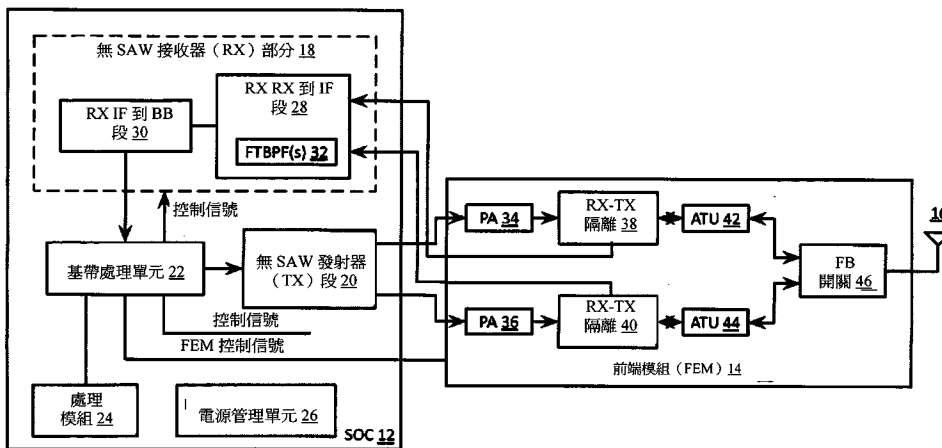 無 SAW 接收器（RX）部分 18
RX RX 到 IF
段 28
FTBPF(s) 32
RX IF 到 BB
段 30
控制信號
基帶處理單元 22
無 SAW 發射器
（TX）段 20
控制信號
FEM 控制信號
處理
模組 24
電源管理單元 26
SOC 12
PA 34
RX-TX
隔離 38
ATU 42
PA 36
RX-TX
隔離 40
ATU 44
FB
開關 46
16
前端模組（FEM）14